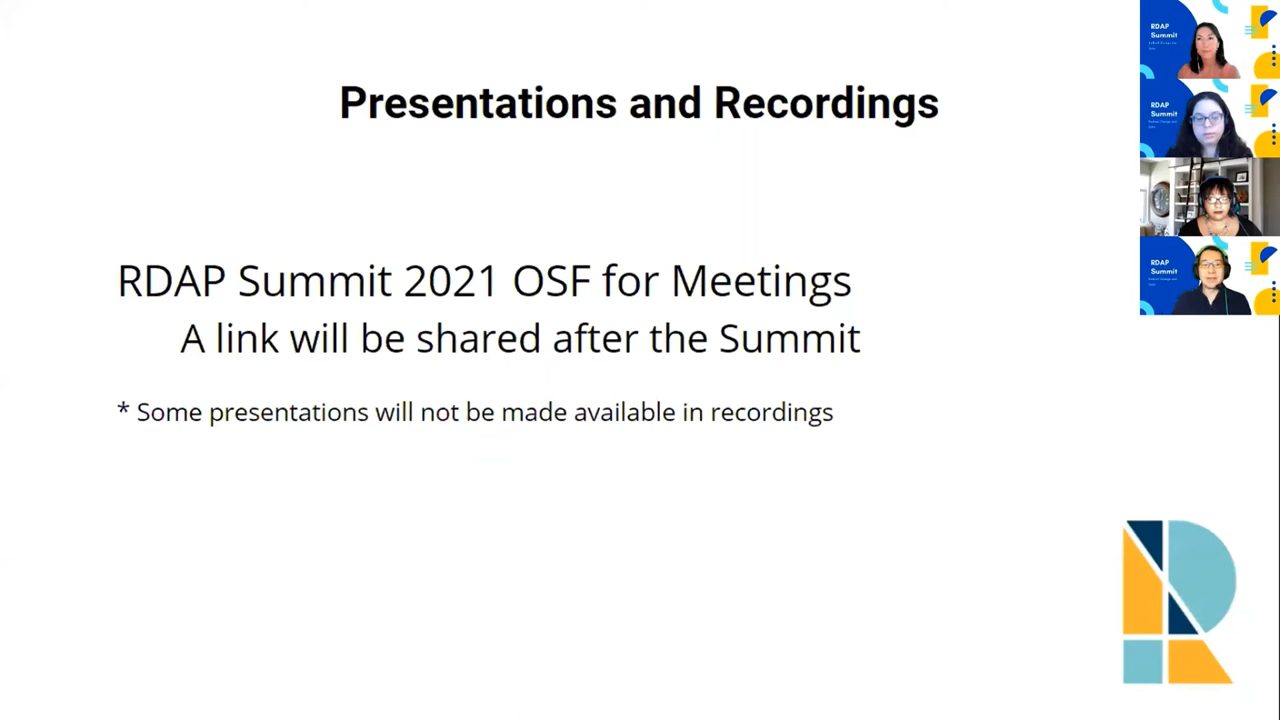 Presentations and Recordings
RDAP Summit 2021 OSF for Meetings
A link will be shared after the Summit
* Some presentations will not be made available in recordings
RDAP
Summit
RDAP
Summit
RDAP
Summit